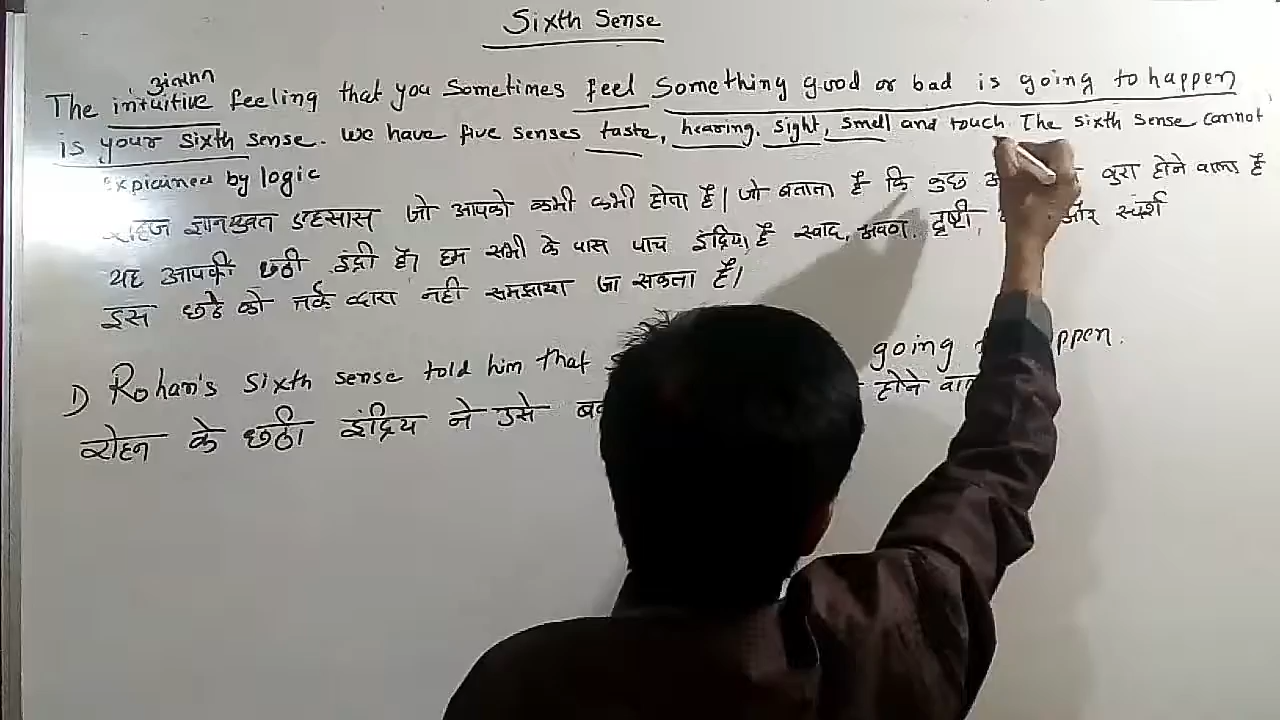 Sixth Sense
The intuitive feeling that you Sometimes feel Something good or bad is going to happen
is your Sixth sense. we have five senses taste, hearing, sight, smell and touch. The sixth sense cannot
explained by logic
सहज ज्ञानयुक्त एहसास जो आपको कभी कभी होता है। जो बताता है कि कुछ बुरा होने वाला है
यह आपकी छठी इंद्री है। हम सभी के पास पाच इंद्रिय है स्वाद, श्रवण, दृष्टी, और स्पर्श
इस छठे को तर्क द्वारा नही समझाया जा सकता है।
1) Rohan's sixth sense told him that going
रोहन के छठी इंद्रिय ने उसे होने